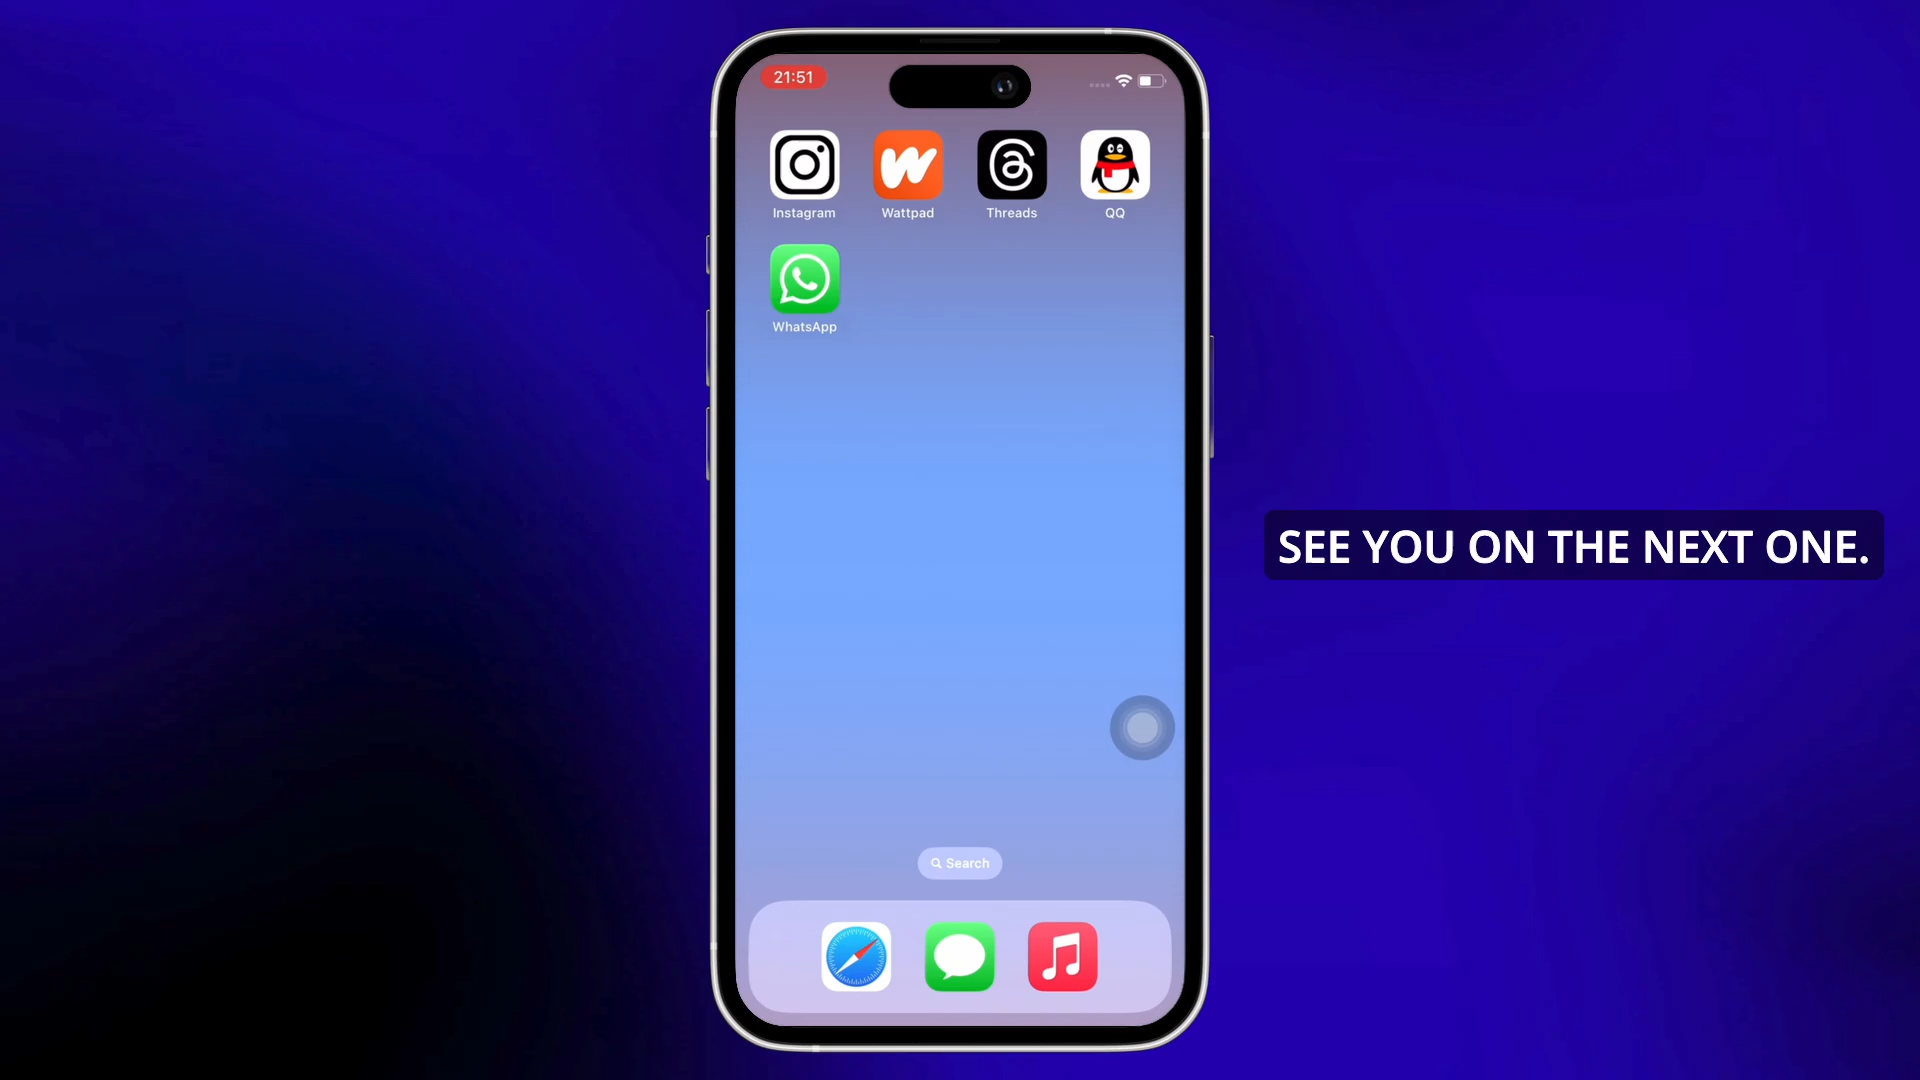 21:51
Instagram
Wattpad
Threads
QQ
WhatsApp
SEE YOU ON THE NEXT ONE.
Search